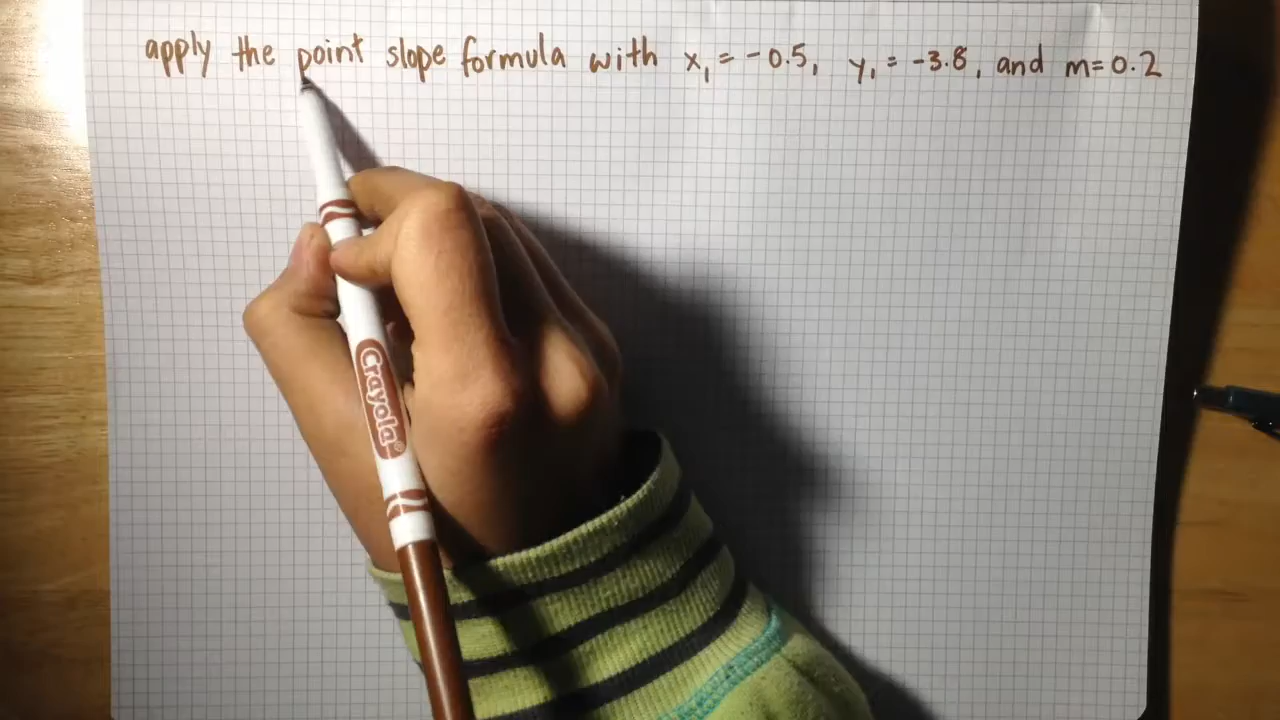 apply the point slope formula with x₁ = -0.5, y₁ = -3.8, and m=0.2
Crayola®